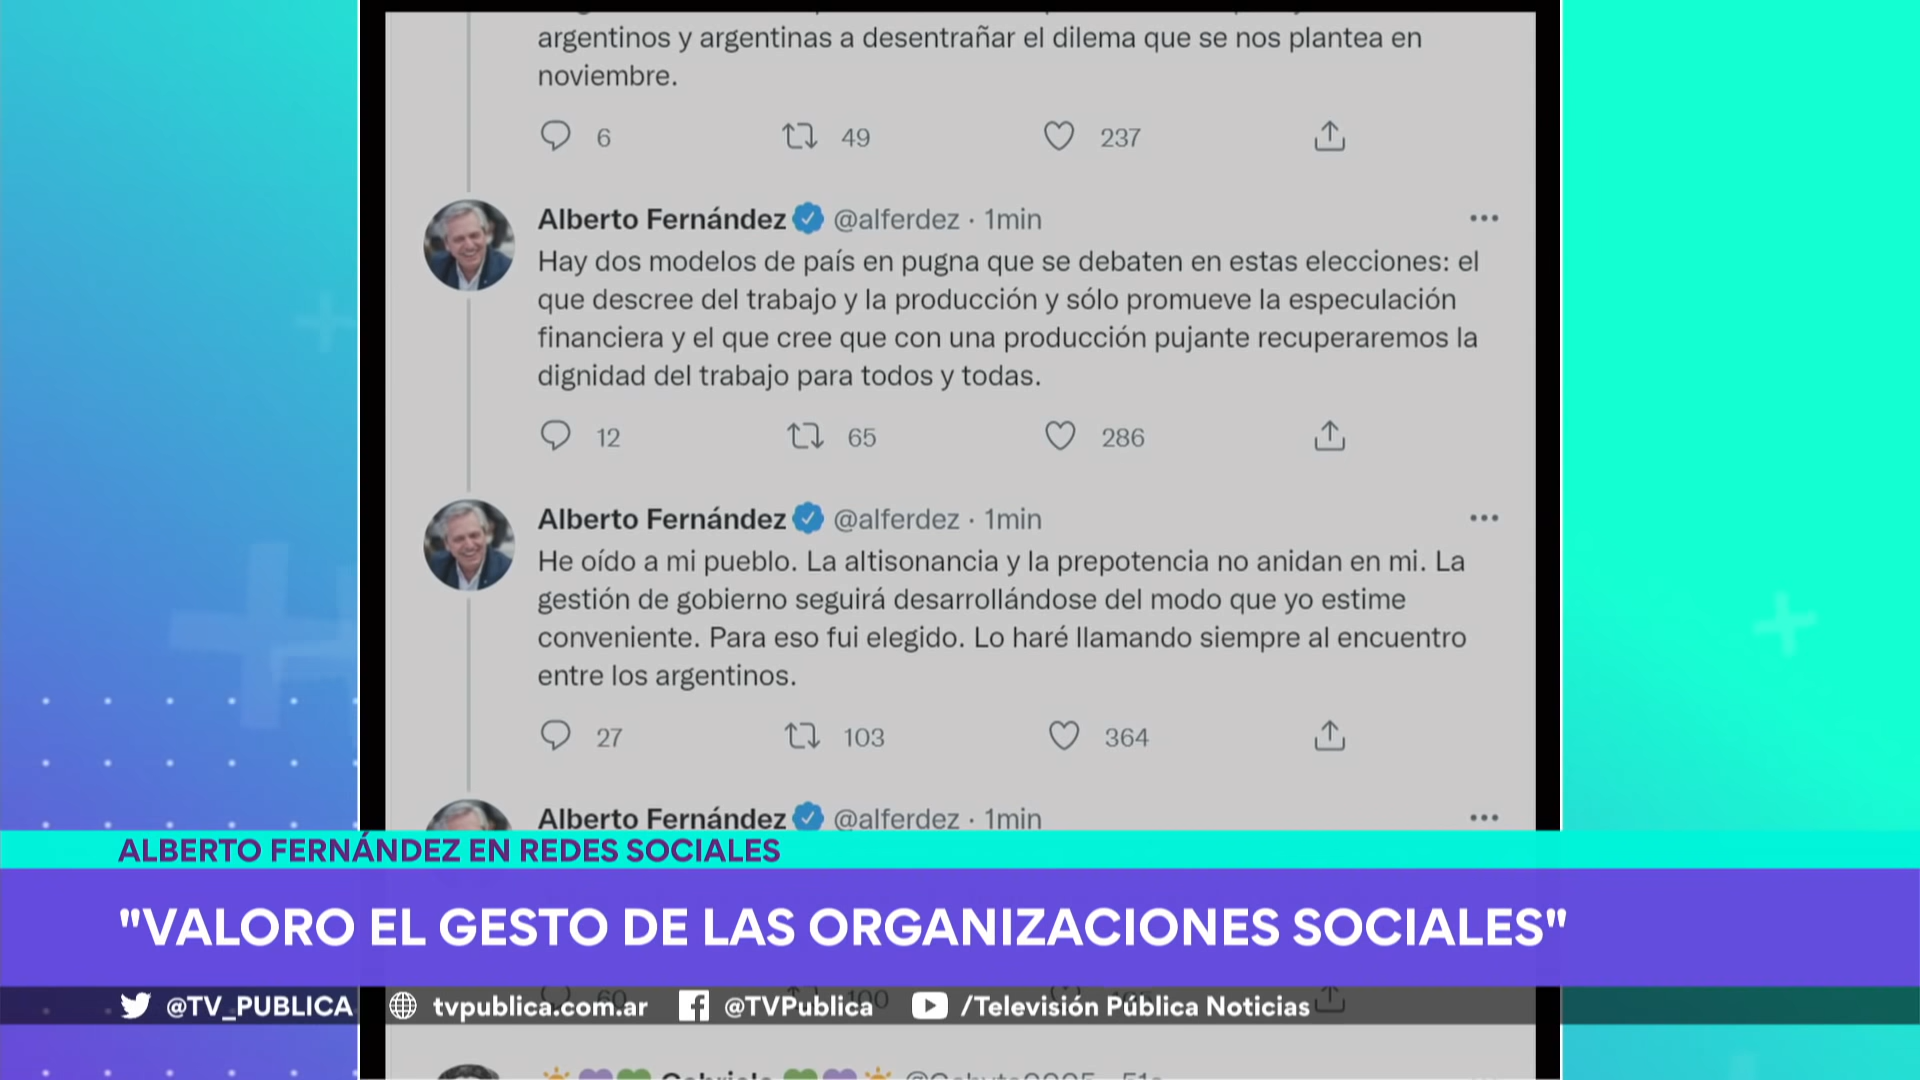 argentinos y argentinas a desentrañar el dilema que se nos plantea en
noviembre.
6 49 237
Alberto Fernández @alferdez · 1min
Hay dos modelos de país en pugna que se debaten en estas elecciones: el
que descree del trabajo y la producción y sólo promueve la especulación
financiera y el que cree que con una producción pujante recuperaremos la
dignidad del trabajo para todos y todas.
12 65 286
Alberto Fernández @alferdez · 1min
He oído a mi pueblo. La altisonancia y la prepotencia no anidan en mi. La
gestión de gobierno seguirá desarrollándose del modo que yo estime
conveniente. Para eso fui elegido. Lo haré llamando siempre al encuentro
entre los argentinos.
27 103 364
Alberto Fernández @alferdez · 1min
ALBERTO FERNÁNDEZ EN REDES SOCIALES
"VALORO EL GESTO DE LAS ORGANIZACIONES SOCIALES"
@TV_PUBLICA tvpublica.com.ar @TVPublica /Televisión Pública Noticias